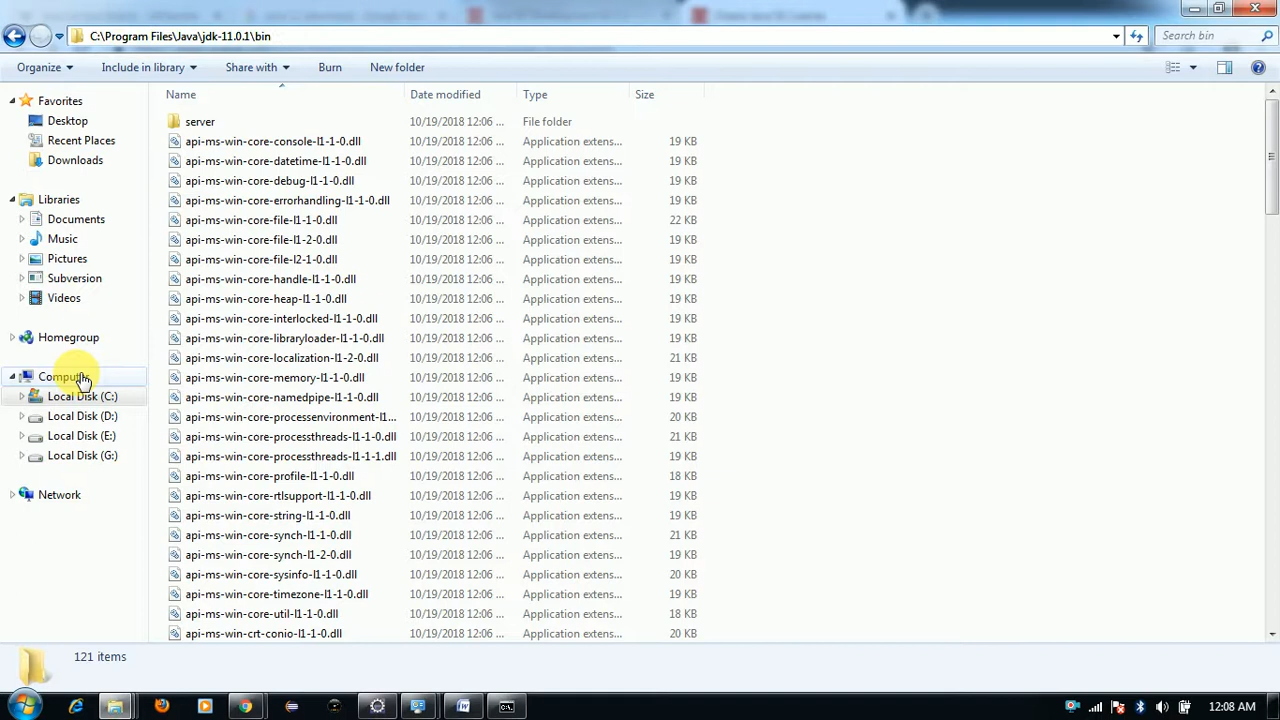 C:\Program Files\Java\jdk-11.0.1\bin
Search bin
Organize
Include in library
Share with
Burn
New folder
Name
Date modified
Type
Size
Favorites
Desktop
Recent Places
Downloads
Libraries
Documents
Music
Pictures
Subversion
Videos
Homegroup
Computer
Local Disk (C:)
Local Disk (D:)
Local Disk (E:)
Local Disk (G:)
Network
server 10/19/2018 12:06 ... File folder
api-ms-win-core-console-l1-1-0.dll 10/19/2018 12:06 ... Application extens... 19 KB
api-ms-win-core-datetime-l1-1-0.dll 10/19/2018 12:06 ... Application extens... 19 KB
api-ms-win-core-debug-l1-1-0.dll 10/19/2018 12:06 ... Application extens... 19 KB
api-ms-win-core-errorhandling-l1-1-0.dll 10/19/2018 12:06 ... Application extens... 19 KB
api-ms-win-core-file-l1-1-0.dll 10/19/2018 12:06 ... Application extens... 22 KB
api-ms-win-core-file-l1-2-0.dll 10/19/2018 12:06 ... Application extens... 19 KB
api-ms-win-core-file-l2-1-0.dll 10/19/2018 12:06 ... Application extens... 19 KB
api-ms-win-core-handle-l1-1-0.dll 10/19/2018 12:06 ... Application extens... 19 KB
api-ms-win-core-heap-l1-1-0.dll 10/19/2018 12:06 ... Application extens... 19 KB
api-ms-win-core-interlocked-l1-1-0.dll 10/19/2018 12:06 ... Application extens... 19 KB
api-ms-win-core-libraryloader-l1-1-0.dll 10/19/2018 12:06 ... Application extens... 19 KB
api-ms-win-core-localization-l1-2-0.dll 10/19/2018 12:06 ... Application extens... 21 KB
api-ms-win-core-memory-l1-1-0.dll 10/19/2018 12:06 ... Application extens... 19 KB
api-ms-win-core-namedpipe-l1-1-0.dll 10/19/2018 12:06 ... Application extens... 19 KB
api-ms-win-core-processenvironment-l1... 10/19/2018 12:06 ... Application extens... 20 KB
api-ms-win-core-processthreads-l1-1-0.dll 10/19/2018 12:06 ... Application extens... 21 KB
api-ms-win-core-processthreads-l1-1-1.dll 10/19/2018 12:06 ... Application extens... 19 KB
api-ms-win-core-profile-l1-1-0.dll 10/19/2018 12:06 ... Application extens... 18 KB
api-ms-win-core-rtlsupport-l1-1-0.dll 10/19/2018 12:06 ... Application extens... 19 KB
api-ms-win-core-string-l1-1-0.dll 10/19/2018 12:06 ... Application extens... 19 KB
api-ms-win-core-synch-l1-1-0.dll 10/19/2018 12:06 ... Application extens... 21 KB
api-ms-win-core-synch-l1-2-0.dll 10/19/2018 12:06 ... Application extens... 19 KB
api-ms-win-core-sysinfo-l1-1-0.dll 10/19/2018 12:06 ... Application extens... 20 KB
api-ms-win-core-timezone-l1-1-0.dll 10/19/2018 12:06 ... Application extens... 19 KB
api-ms-win-core-util-l1-1-0.dll 10/19/2018 12:06 ... Application extens... 18 KB
api-ms-win-crt-conio-l1-1-0.dll 10/19/2018 12:06 ... Application extens... 20 KB
121 items
12:08 AM